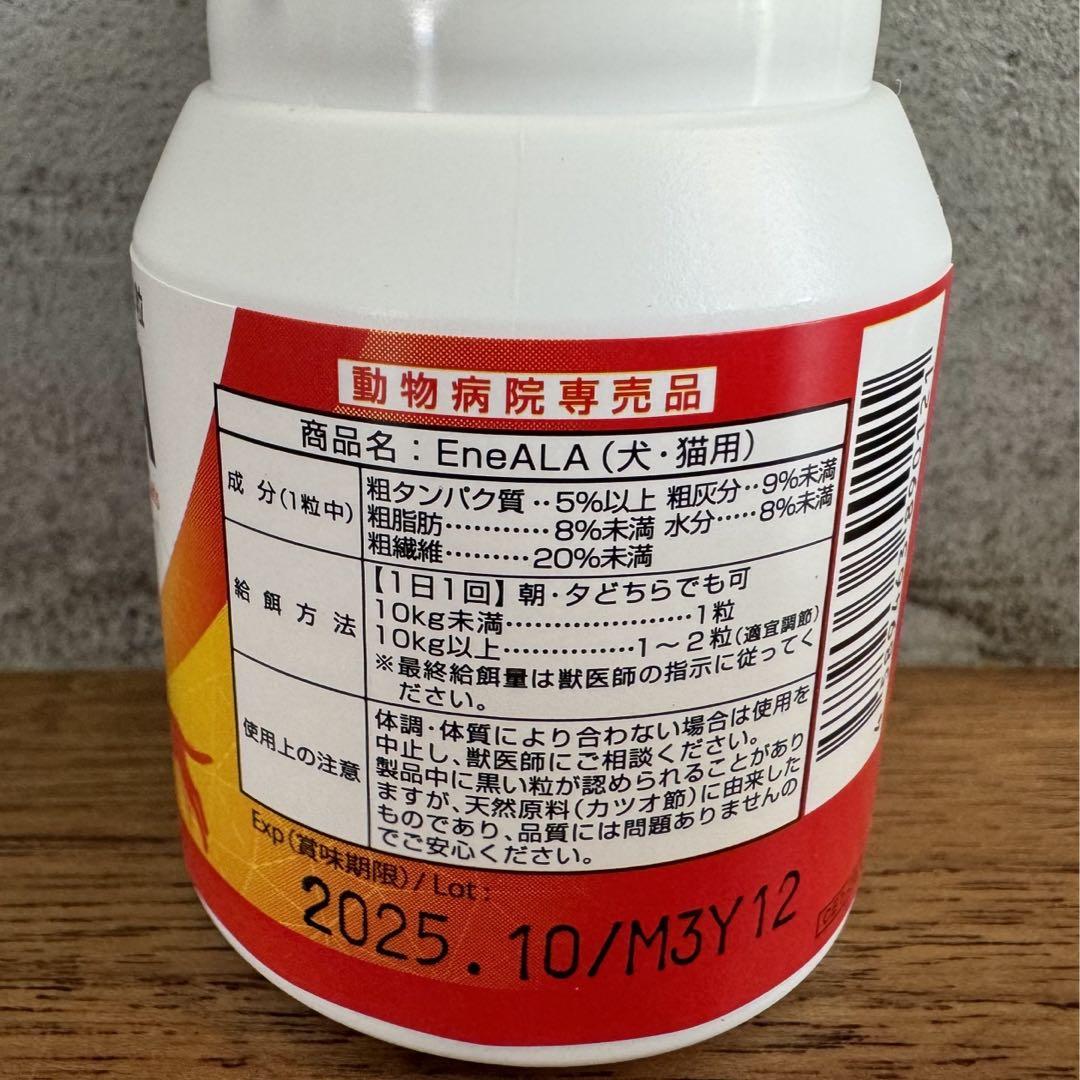 粒
動物病院専売品
商品名：EneALA（犬・猫用）
成分(1粒中)
粗タンパク質‥5%以上 粗灰分‥9%未満
粗脂肪…………8%未満 水分……8%未満
粗繊維………20%未満
給餌方法
【1日1回】朝・夕どちらでも可
10kg未満…………………1粒
10kg以上……………1～2粒(適宜調節)
※最終給餌量は獣医師の指示に従ってく
ださい。
使用上の注意
体調・体質により合わない場合は使用を
中止し、獣医師にご相談ください。
製品中に黒い粒が認められることがあり
ますが、天然原料(カツオ節)に由来した
ものであり、品質には問題ありませんの
でご安心ください。
Exp(賞味期限)/Lot:
2025.10/M3Y12